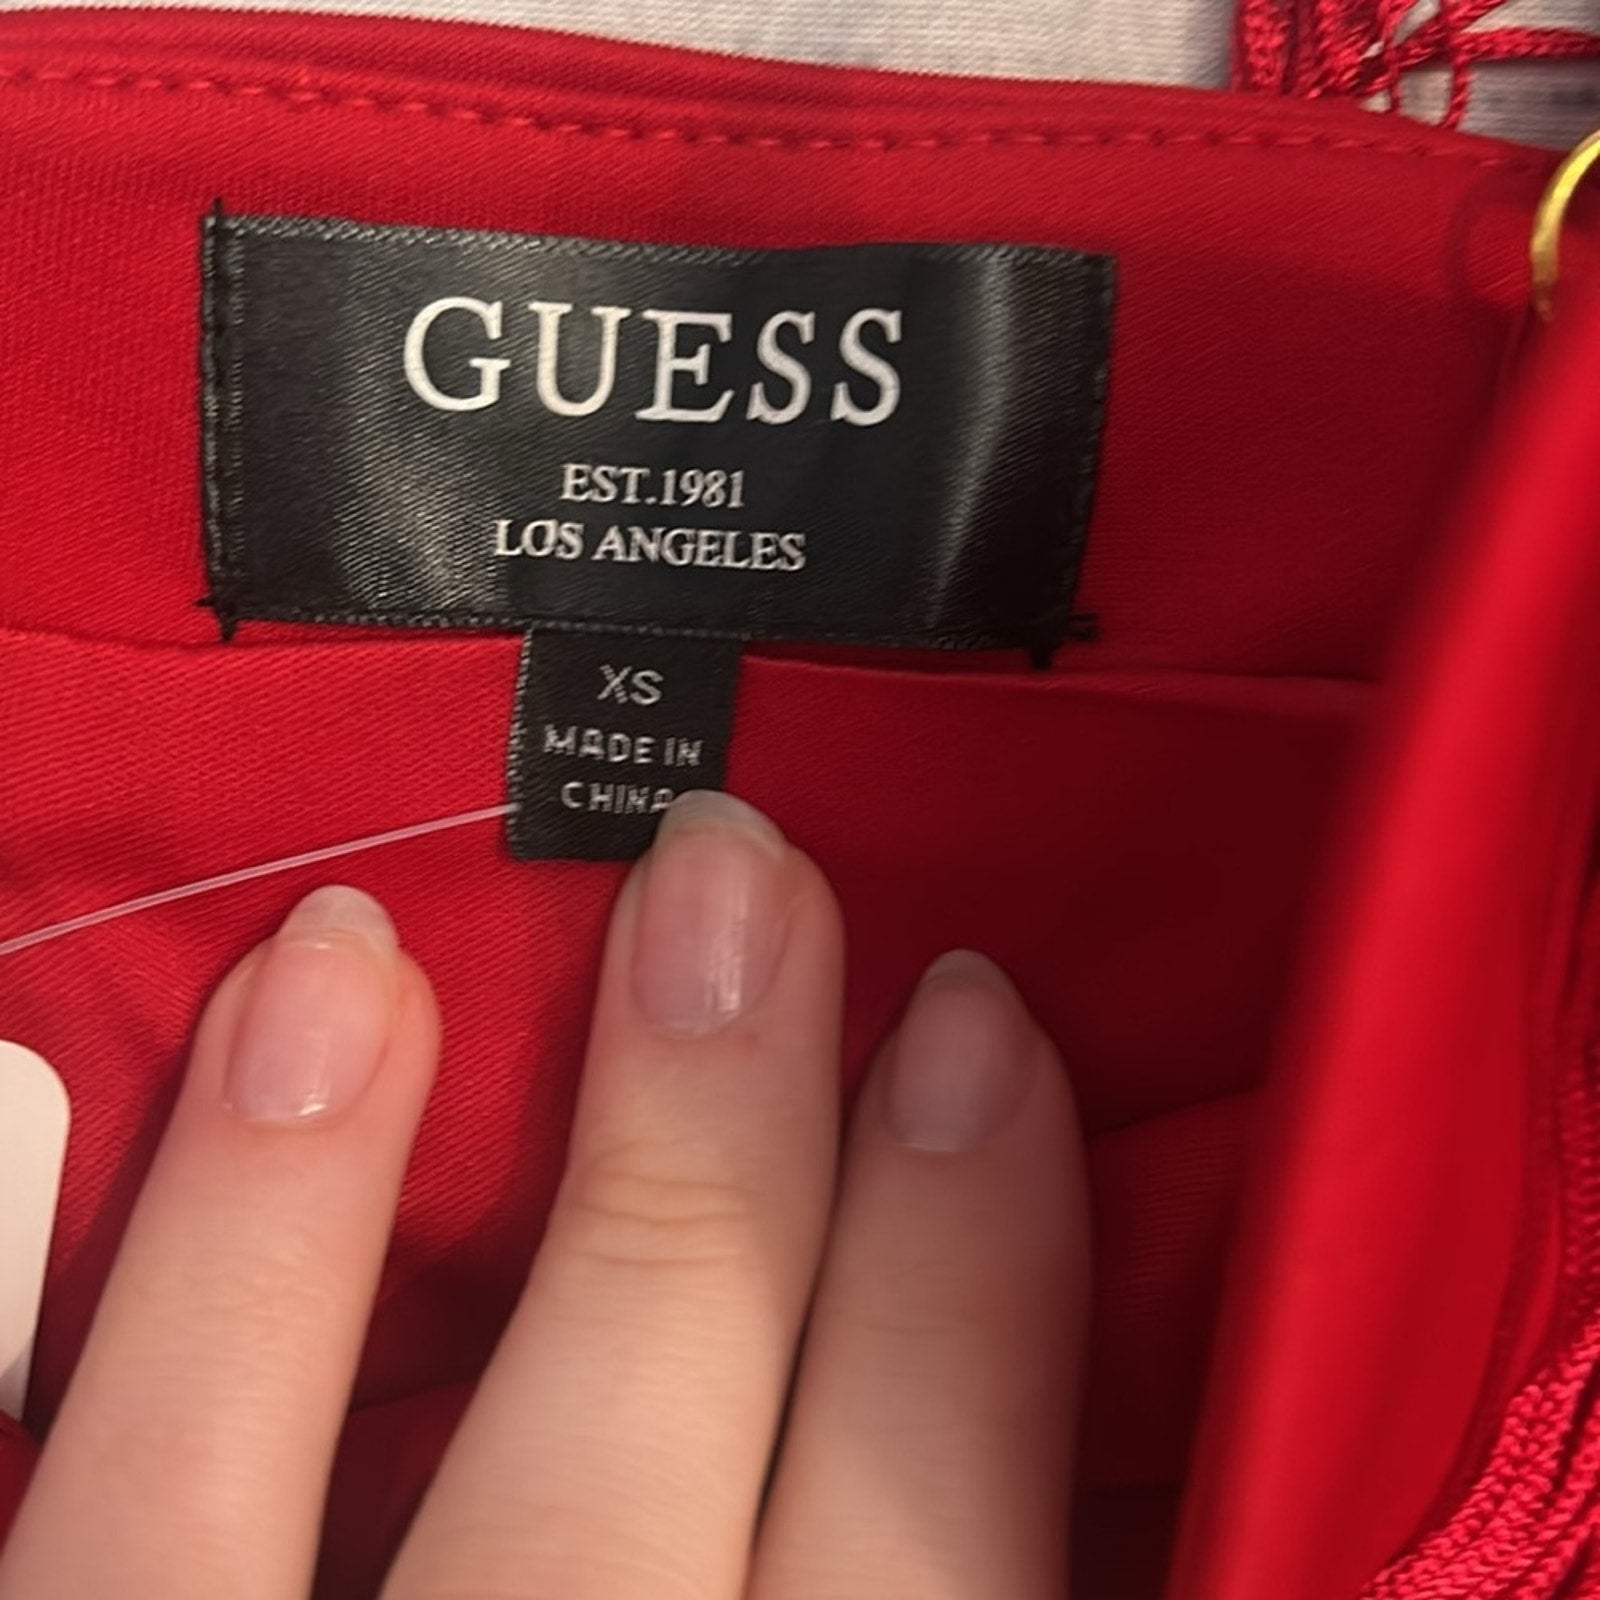 GUESS
EST.1981
LOS ANGELES
XS
MADE IN
CHINA